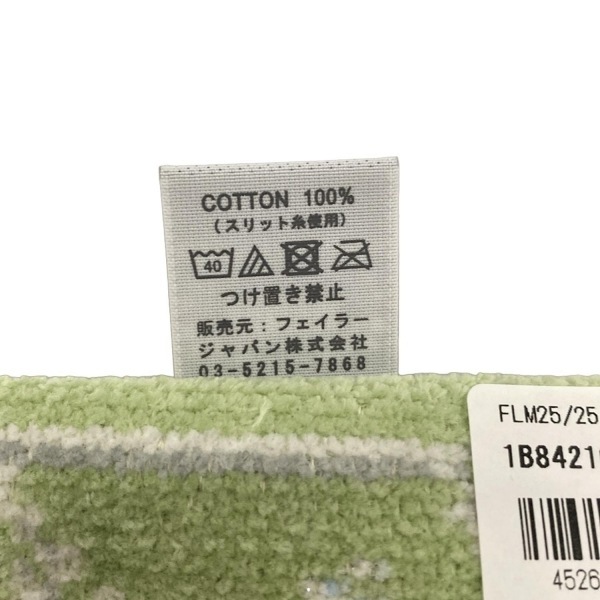 COTTON 100%
（スリット糸使用）
40
つけ置き禁止
販売元：フェイラー
ジャパン株式会社
03-5215-7868
FLM25/25
1B8421
4526